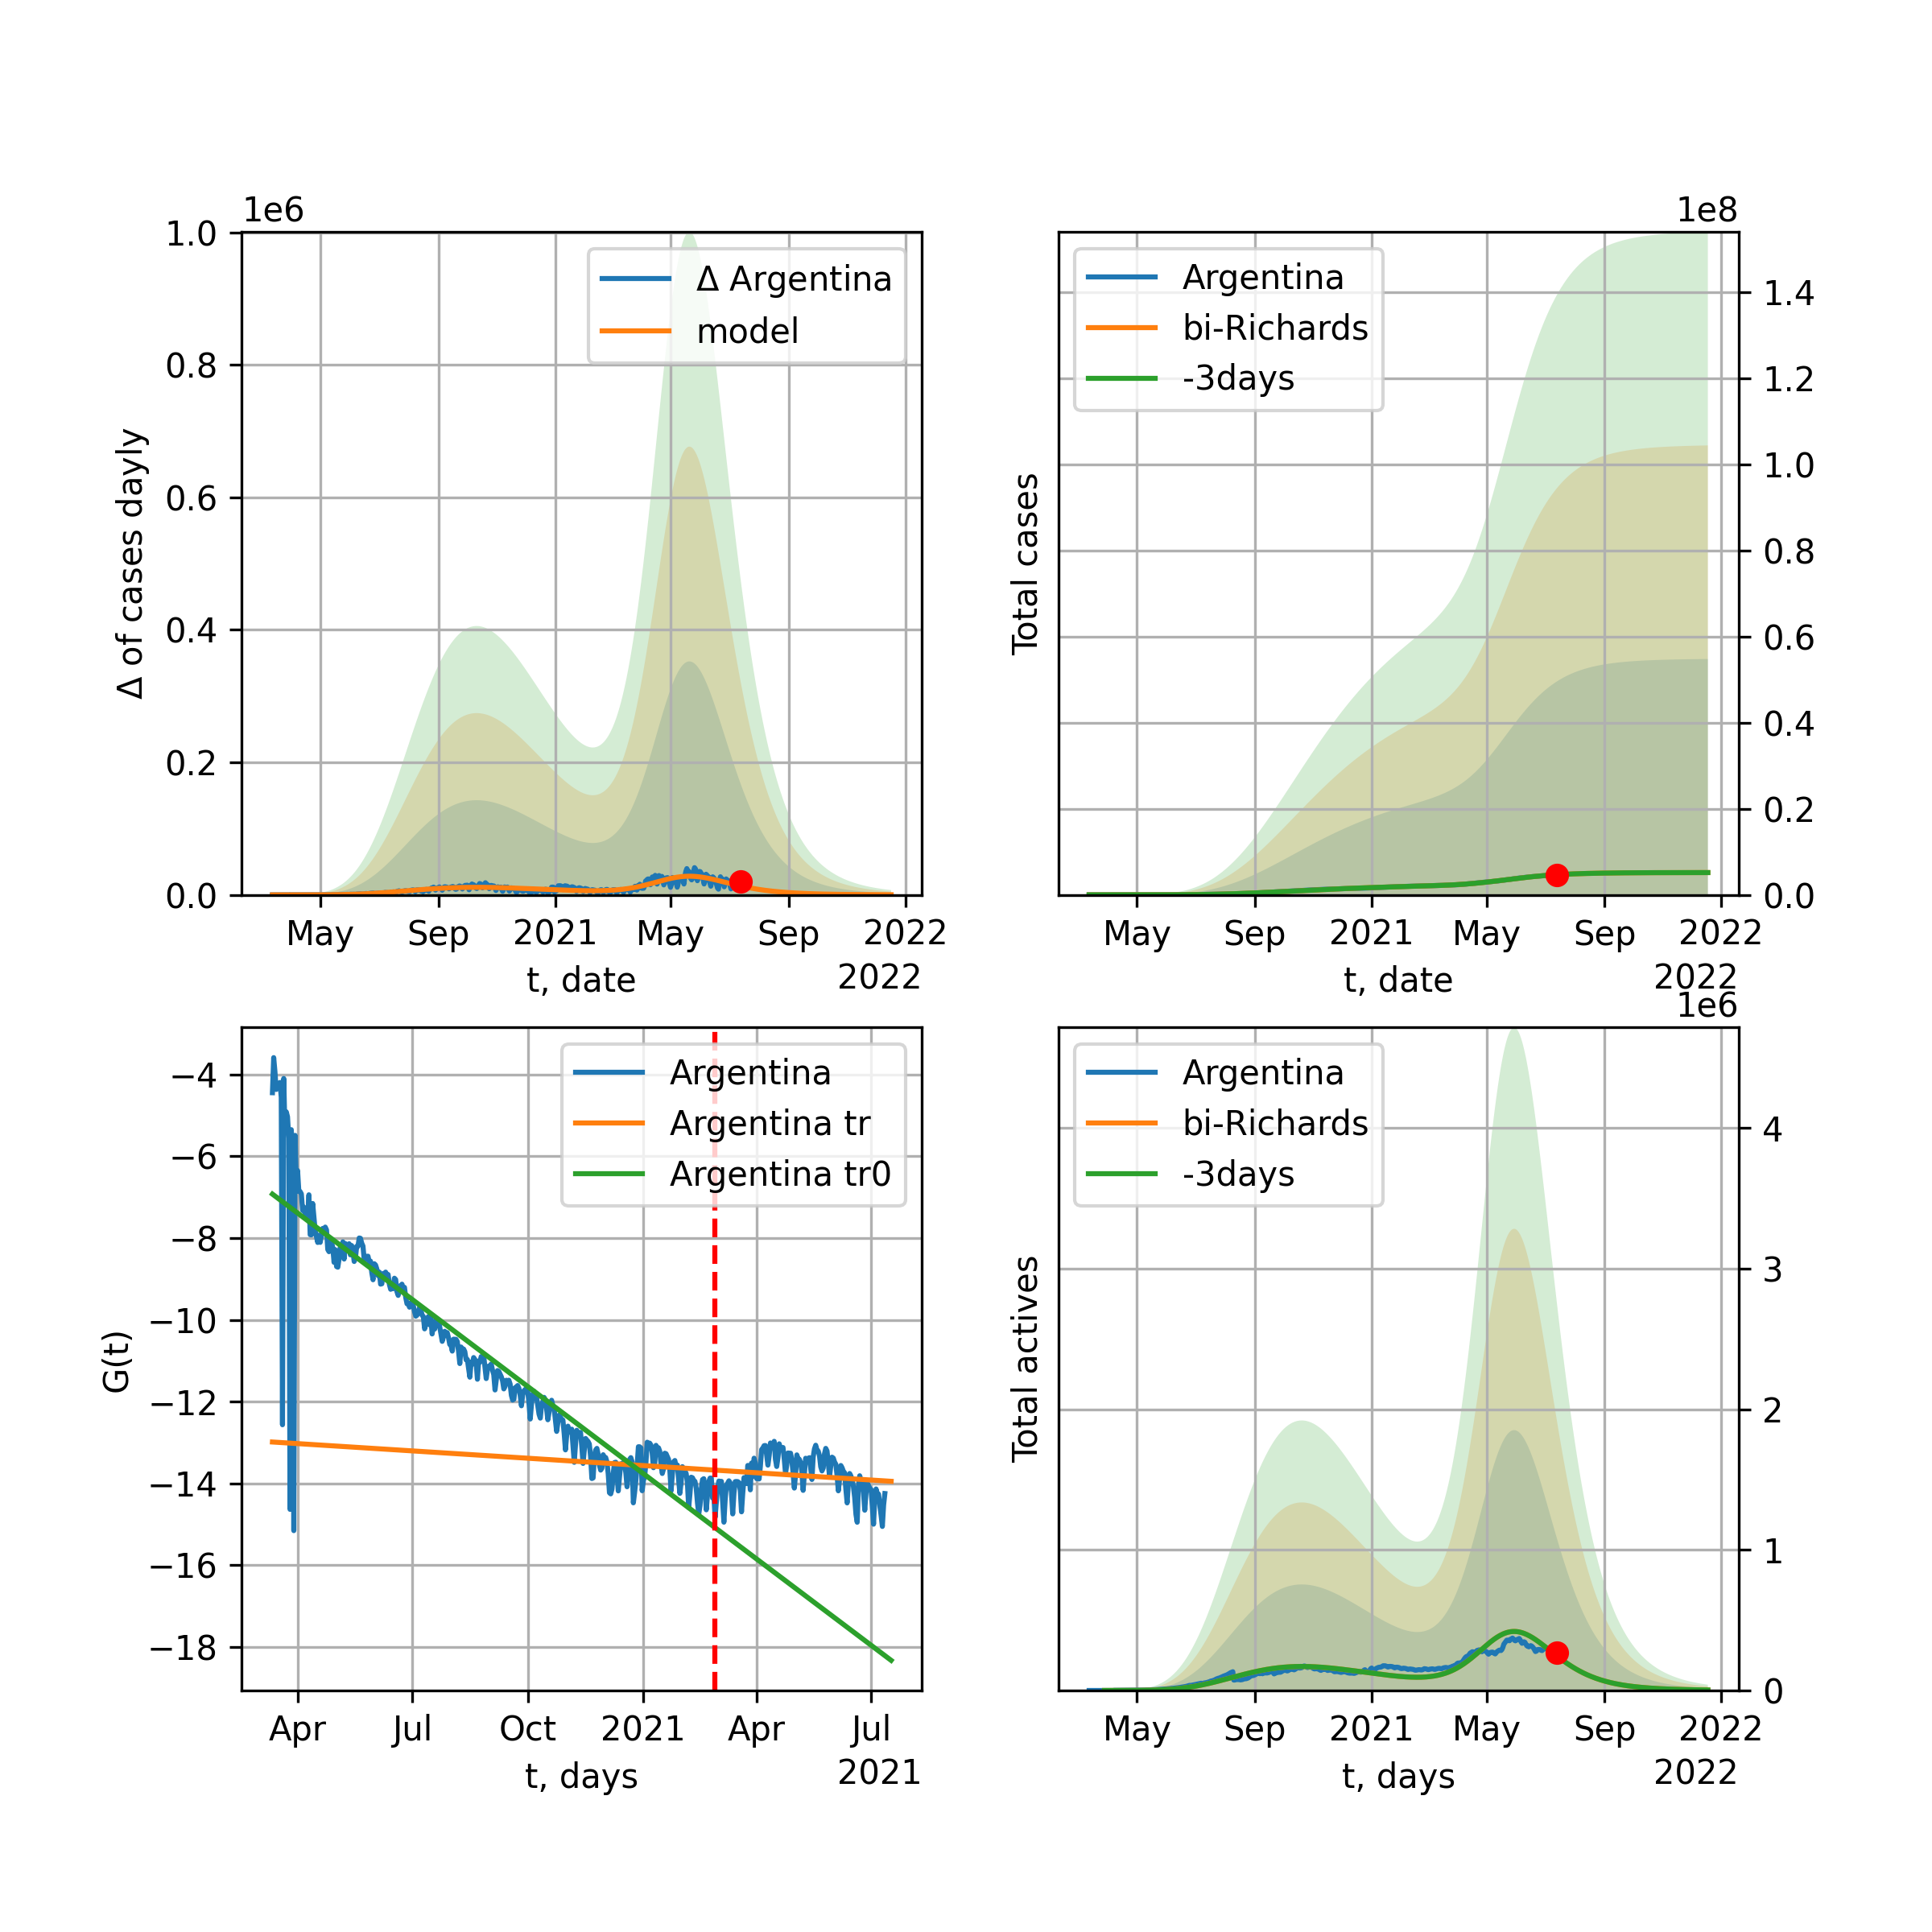 1e6
1.0
0.8
0.6
0.4
0.2
0.0
Δ of cases dayly
Δ Argentina
model
May Sep 2021 May Sep 2022
t, date
2022
1e8
1.4
1.2
1.0
0.8
0.6
0.4
0.2
0.0
Total cases
Argentina
bi-Richards
-3days
May Sep 2021 May Sep 2022
t, date
2022
−4
−6
−8
−10
−12
−14
−16
−18
G(t)
Argentina
Argentina tr
Argentina tr0
Apr Jul Oct 2021 Apr Jul
t, days
2021
1e6
4
3
2
1
0
Total actives
Argentina
bi-Richards
-3days
May Sep 2021 May Sep 2022
t, days
2022